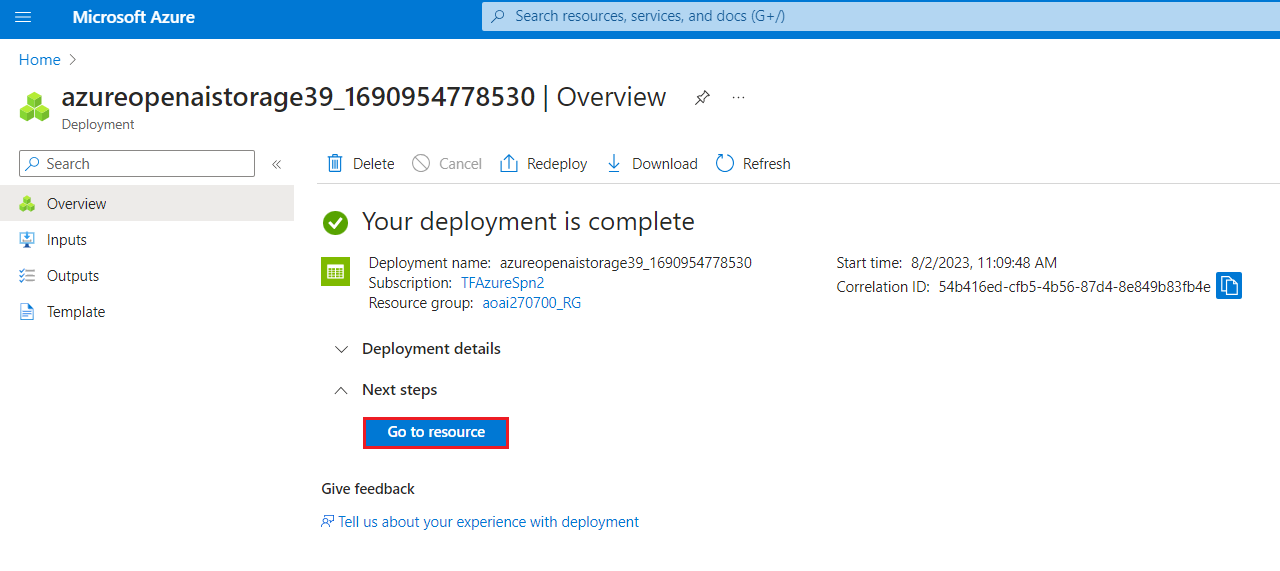 Microsoft Azure
Search resources, services, and docs (G+/)
Home
azureopenaistorage39_1690954778530 | Overview
Deployment
Search
Delete
Cancel
Redeploy
Download
Refresh
Overview
Inputs
Outputs
Template
Your deployment is complete
Deployment name: azureopenaistorage39_1690954778530
Subscription: TFAzureSpn2
Resource group: aoai270700_RG
Start time: 8/2/2023, 11:09:48 AM
Correlation ID: 54b416ed-cfb5-4b56-87d4-8e849b83fb4e
Deployment details
Next steps
Go to resource
Give feedback
Tell us about your experience with deployment